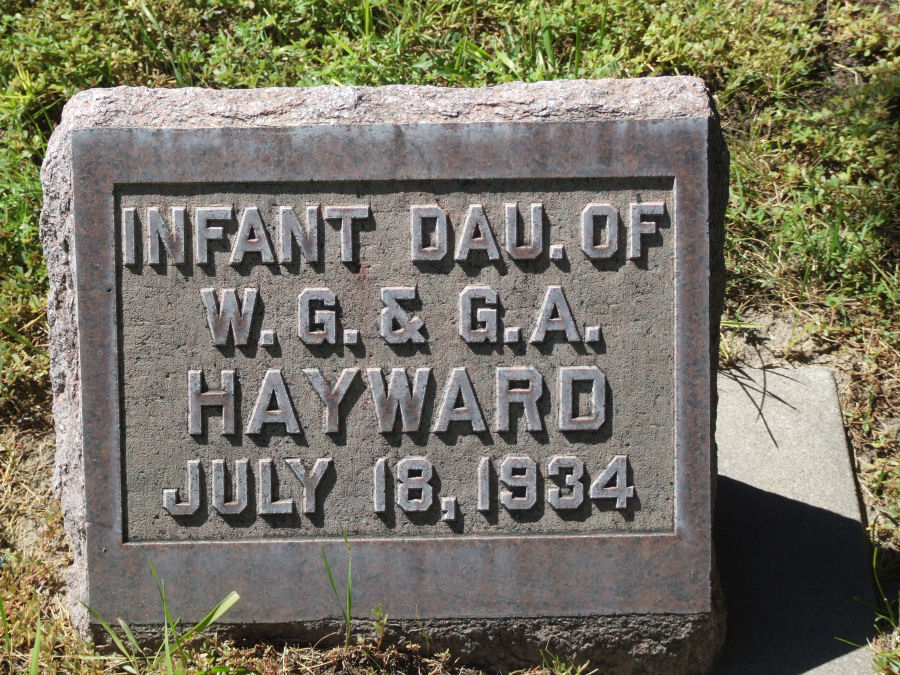 INFANT DAU. OF
W. G. & G. A.
HAYWARD
JULY 18, 1934